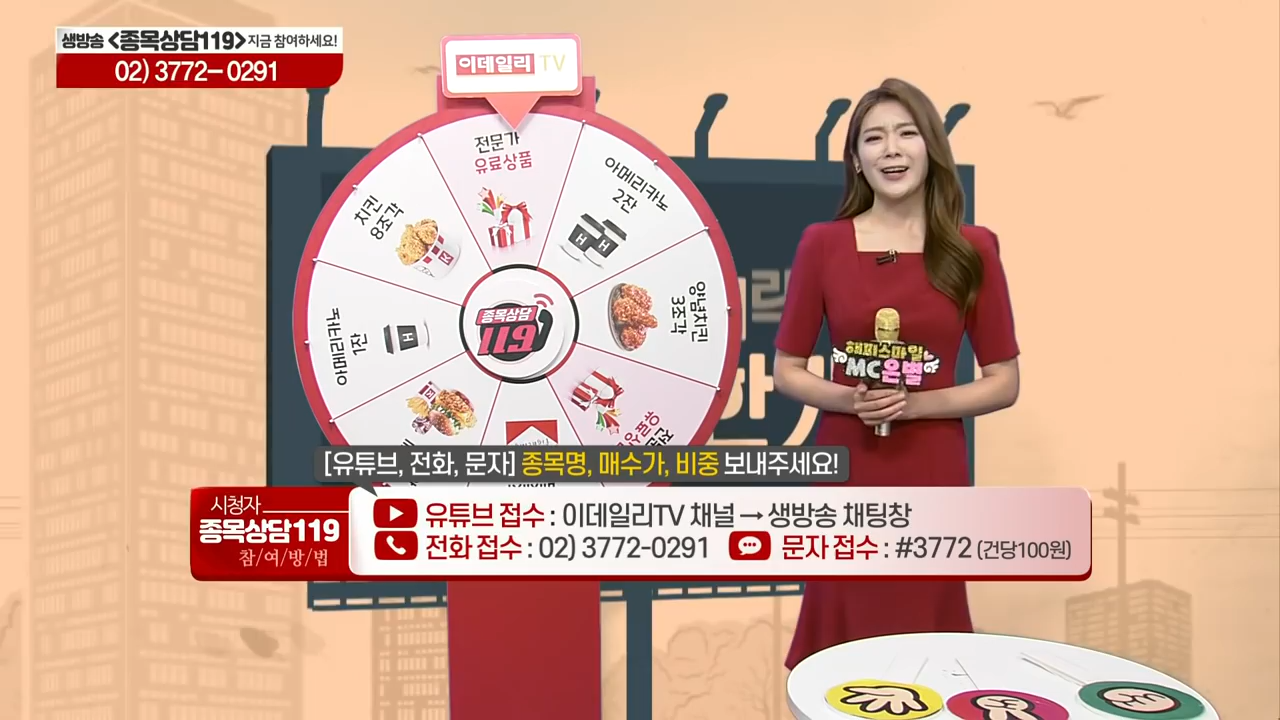 생방송 <종목상담119> 지금 참여하세요!
02) 3772-0291
이데일리 TV
전문가
유료상품
아메리카노
2잔
치킨
8조각
양념치킨
3조각
아메리카노
1잔
종목상담
119
해피스마일
MC은별
[유튜브, 전화, 문자] 종목명, 매수가, 비중 보내주세요!
시청자
종목상담119
참/여/방/법
유튜브 접수 : 이데일리TV 채널 → 생방송 채팅창
전화 접수 : 02) 3772-0291 문자 접수 : #3772 (건당100원)